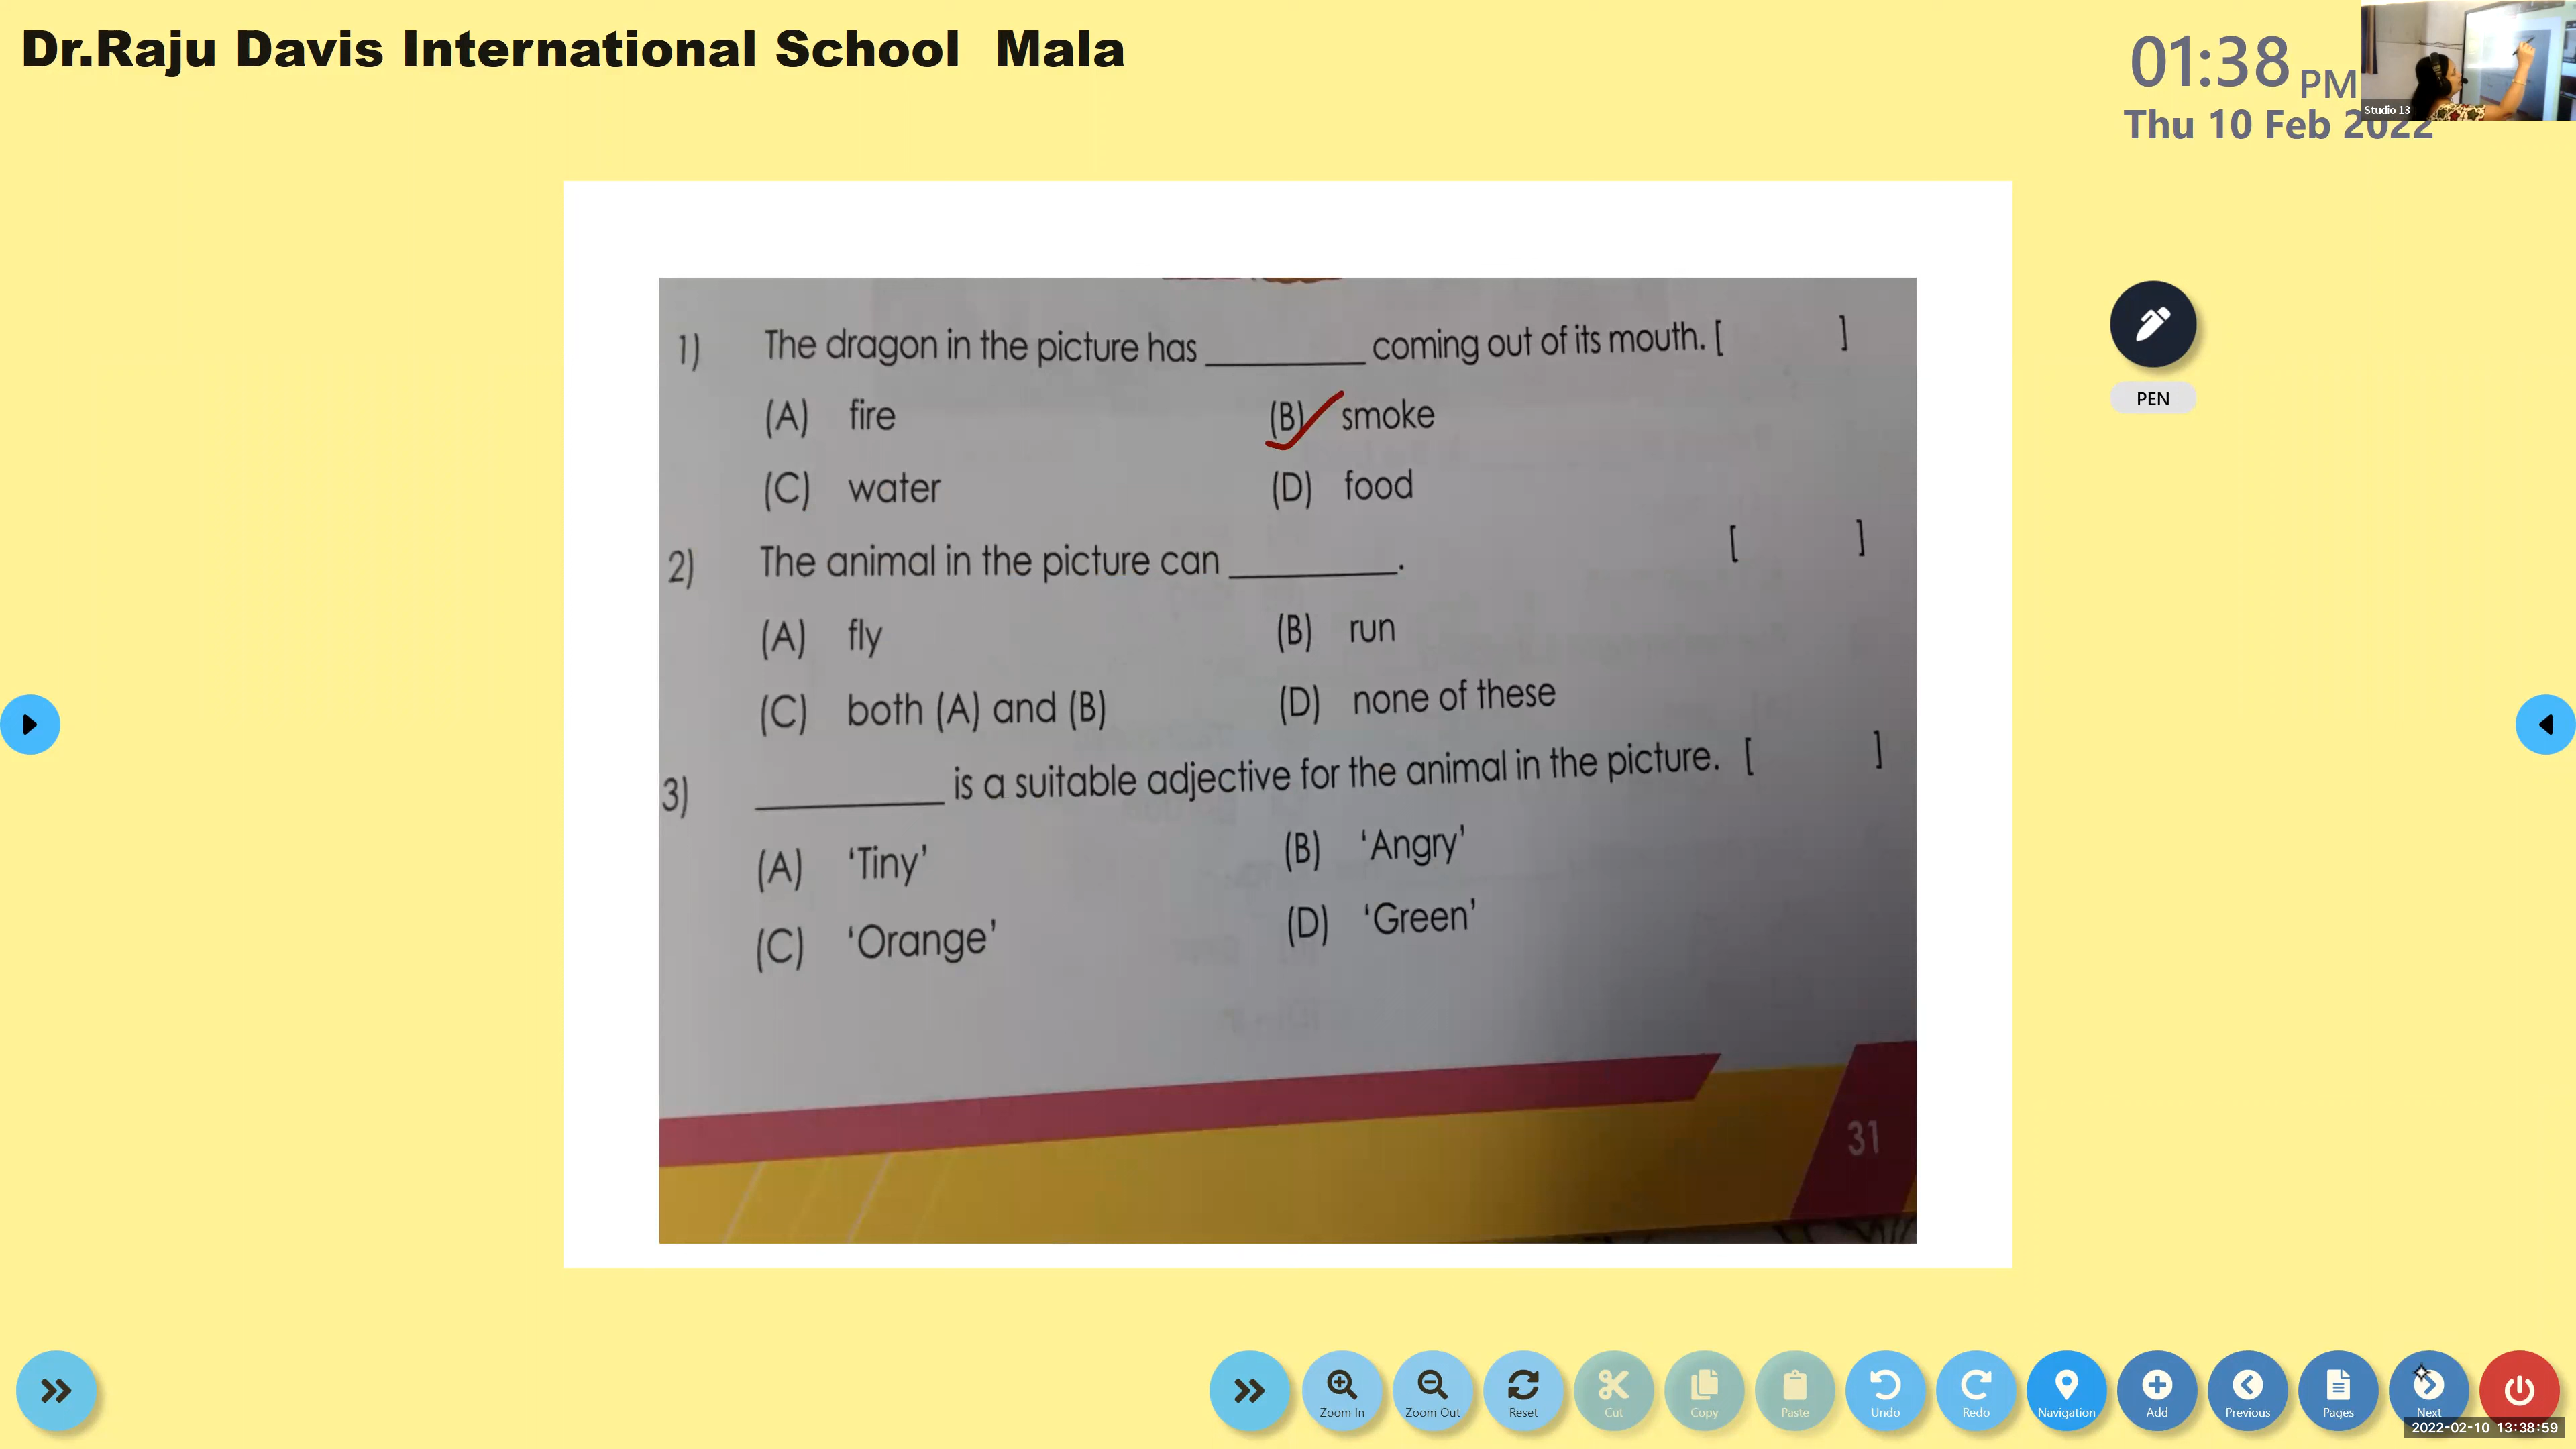 Dr.Raju Davis International School Mala
01:38 PM
Thu 10 Feb 2022
Studio 13
PEN
1) The dragon in the picture has __________ coming out of its mouth. [ ]
(A) fire (B) smoke
(C) water (D) food
2) The animal in the picture can __________. [ ]
(A) fly (B) run
(C) both (A) and (B) (D) none of these
3) __________ is a suitable adjective for the animal in the picture. [ ]
(A) ‘Tiny’ (B) ‘Angry’
(C) ‘Orange’ (D) ‘Green’
31
Zoom In Zoom Out Reset Cut Copy Paste Undo Redo Navigation Add Previous Pages Next
2022-02-10 13:38:59